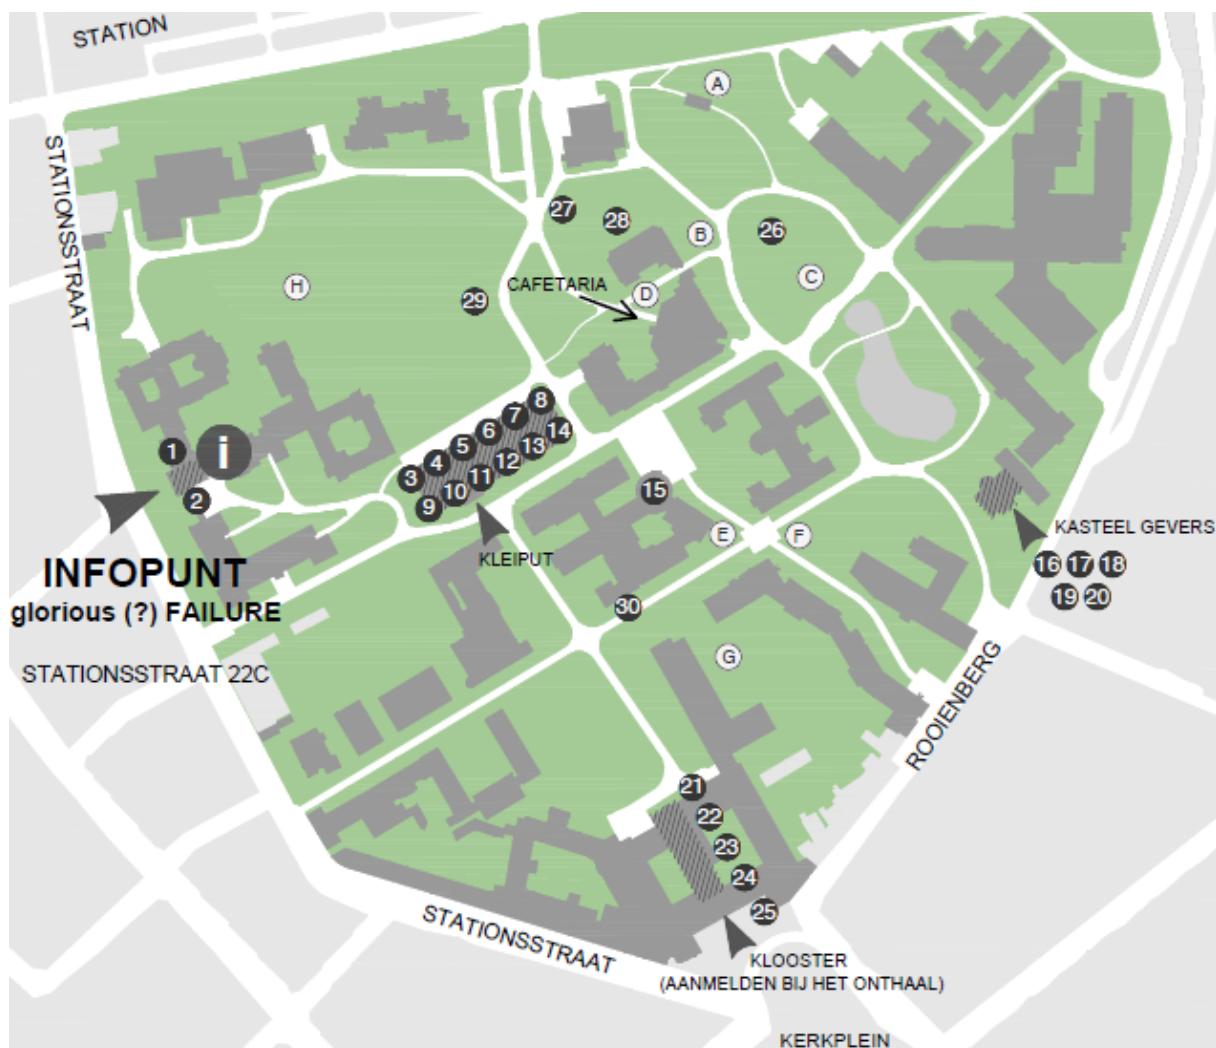 STATION
STATIONSSTRAAT
A
27
28
B
26
C
H
29
CAFETARIA
D
1
i
2
3
4
5
6
7
8
9
10
11
12
13
14
15
KLEIPUT
E
F
KASTEEL GEVERS
16 17 18
19 20
INFOPUNT
glorious (?) FAILURE
STATIONSSTRAAT 22C
30
G
ROOIENBERG
21
22
23
24
25
STATIONSSTRAAT
KLOOSTER
(AANMELDEN BIJ HET ONTHAAL)
KERKPLEIN